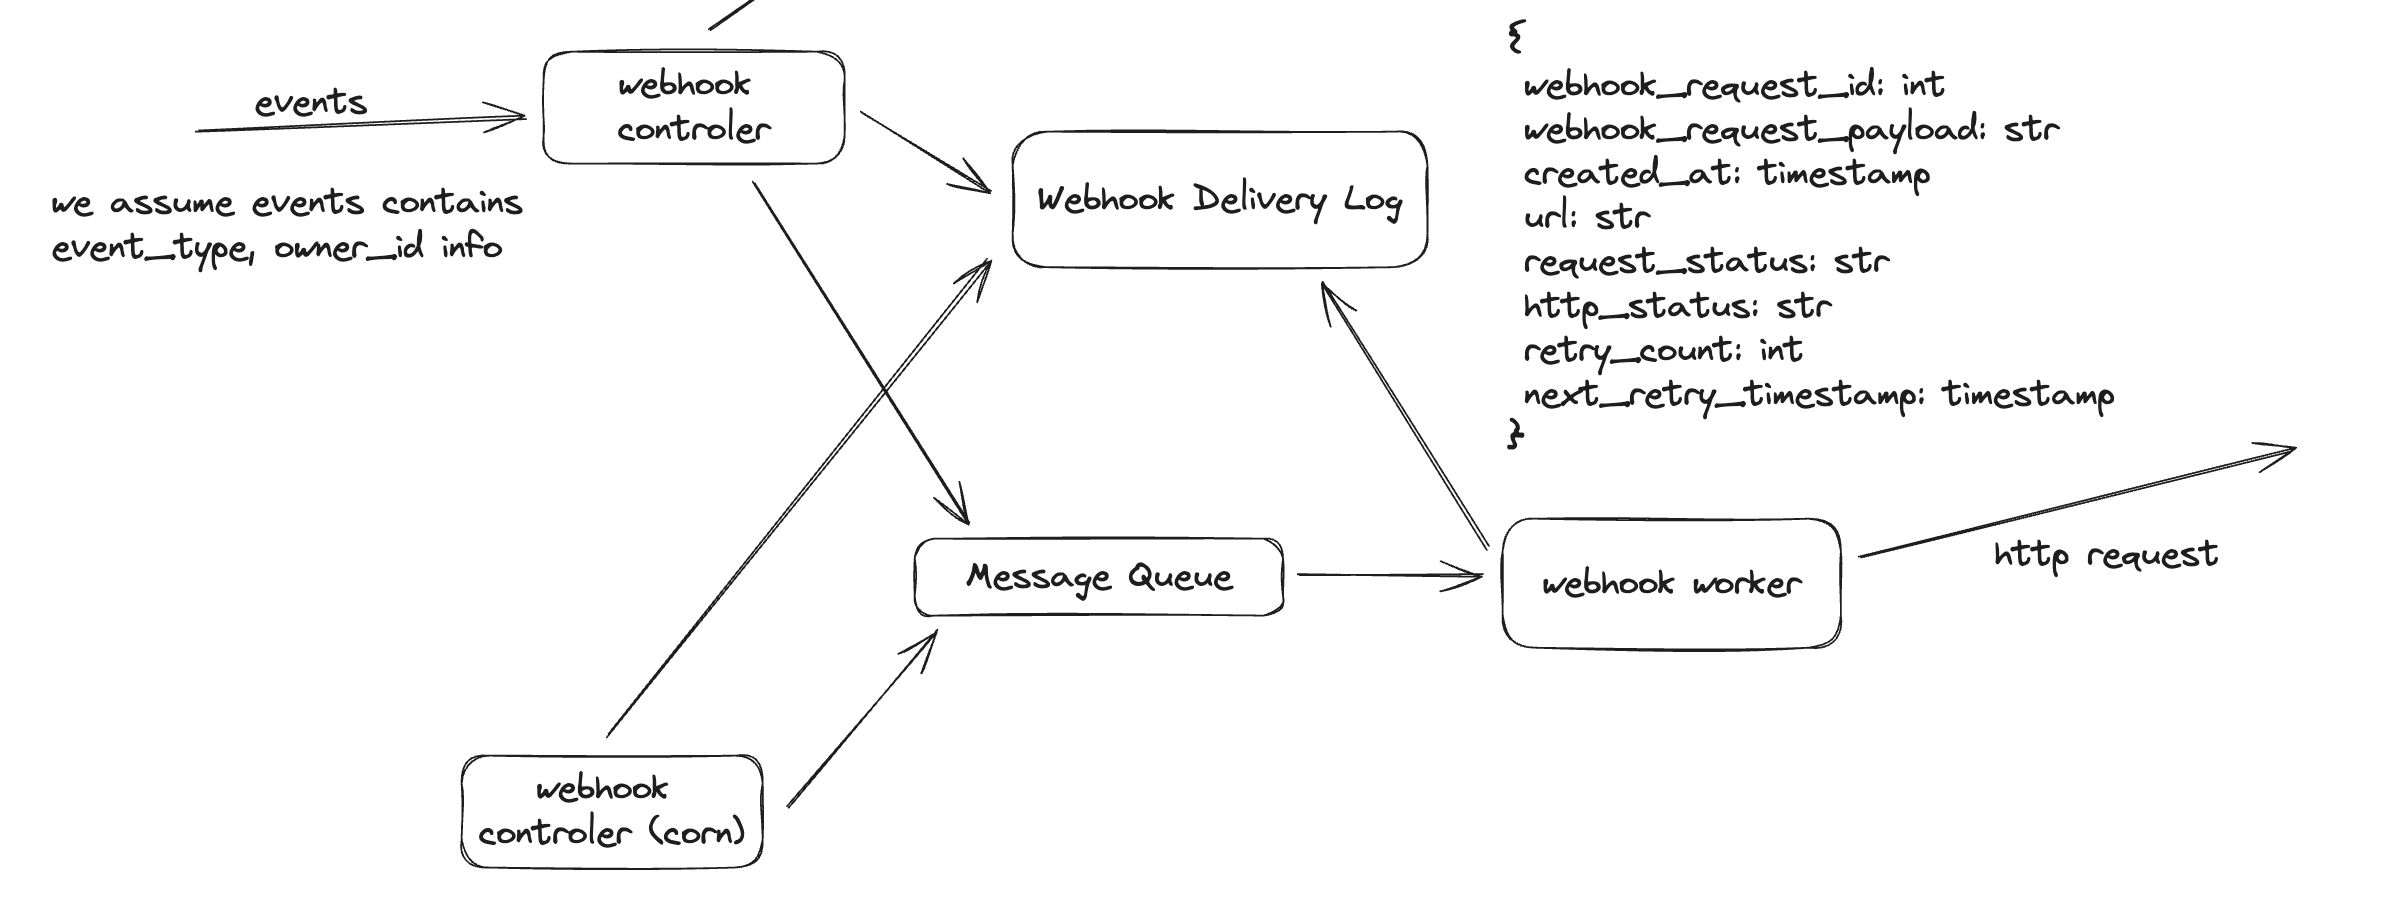 events
webhook
controler
we assume events contains
event_type, owner_id info
Webhook Delivery Log
{
webhook_request_id: int
webhook_request_payload: str
created_at: timestamp
url: str
request_status: str
http_status: str
retry_count: int
next_retry_timestamp: timestamp
}
Message Queue
webhook worker
http request
webhook
controler (corn)